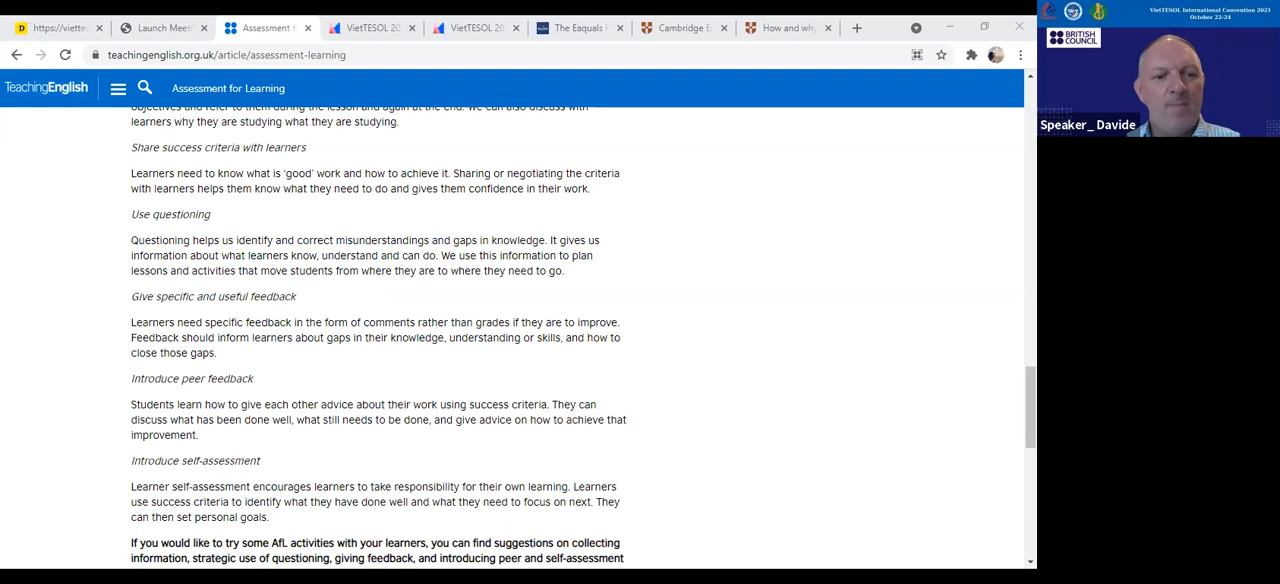 https://viette
Launch Meeti
Assessment f
VietTESOL 20
VietTESOL 20
The Eaquals F
Cambridge E
How and why
teachingenglish.org.uk/article/assessment-learning
TeachingEnglish
Assessment for Learning
objectives and refer to them during the lesson and again at the end. We can also discuss with
learners why they are studying what they are studying.
Share success criteria with learners
Learners need to know what is ‘good’ work and how to achieve it. Sharing or negotiating the criteria
with learners helps them know what they need to do and gives them confidence in their work.
Use questioning
Questioning helps us identify and correct misunderstandings and gaps in knowledge. It gives us
information about what learners know, understand and can do. We use this information to plan
lessons and activities that move students from where they are to where they need to go.
Give specific and useful feedback
Learners need specific feedback in the form of comments rather than grades if they are to improve.
Feedback should inform learners about gaps in their knowledge, understanding or skills, and how to
close those gaps.
Introduce peer feedback
Students learn how to give each other advice about their work using success criteria. They can
discuss what has been done well, what still needs to be done, and give advice on how to achieve that
improvement.
Introduce self-assessment
Learner self-assessment encourages learners to take responsibility for their own learning. Learners
use success criteria to identify what they have done well and what they need to focus on next. They
can then set personal goals.
If you would like to try some AfL activities with your learners, you can find suggestions on collecting
information, strategic use of questioning, giving feedback, and introducing peer and self-assessment
VietTESOL International Convention 2021
October 22-24
BRITISH
COUNCIL
Speaker_ Davide